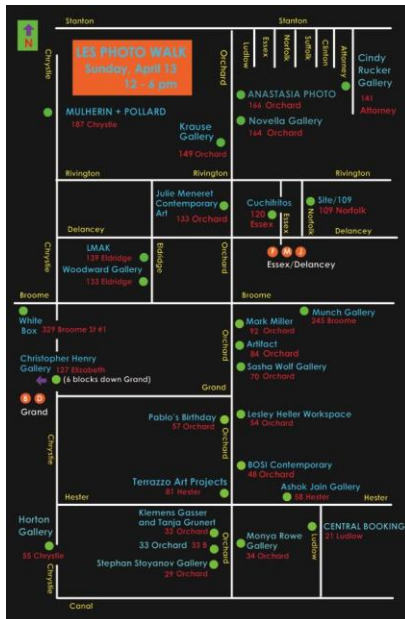 Stanton
Stanton
N
LES PHOTO WALK
Sunday, April 13
12 - 6 pm
Chrystie
Orchard
Ludlow
Essex
Norfolk
Suffolk
Clinton
Attorney
Cindy
Rucker
Gallery
141
Attorney
ANASTASIA PHOTO
166 Orchard
MULHERIN + POLLARD
187 Chrystie
Novella Gallery
164 Orchard
Krause
Gallery
149 Orchard
Rivington
Rivington
Rivington
Julie Meneret
Contemporary
Art
133 Orchard
Cuchifritos
120
Essex
Essex
Site/109
109 Norfolk
Norfolk
Delancey
Delancey
Chrystie
LMAK
139 Eldridge
Eldridge
Orchard
Woodward Gallery
133 Eldridge
F M J
Essex/Delancey
Broome
Broome
White
Box
329 Broome St #1
Munch Gallery
245 Broome
Mark Miller
92 Orchard
Orchard
Artifact
84 Orchard
Christopher Henry
Gallery
127 Elizabeth
(6 blocks down Grand)
Sasha Wolf Gallery
70 Orchard
Grand
B D
Grand
Pablo's Birthday
57 Orchard
Lesley Heller Workspace
54 Orchard
Chrystie
Orchard
BOSI Contemporary
48 Orchard
Terrazzo Art Projects
81 Hester
Ashok Jain Gallery
58 Hester
Hester
Hester
Klemens Gasser
and Tanja Grunert
33 Orchard
Horton
Gallery
55 Chrystie
33 Orchard 33 B
Orchard
Monya Rowe
Gallery
34 Orchard
Ludlow
CENTRAL BOOKING
21 Ludlow
Stephan Stoyanov Gallery
29 Orchard
Chrystie
Canal